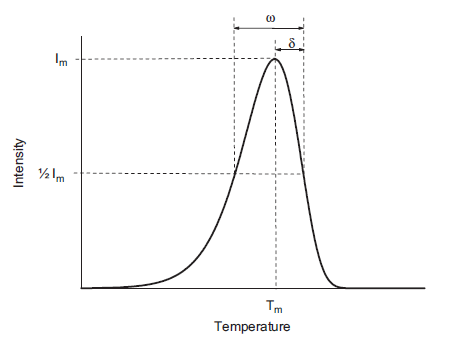 ω
δ
Im
½ Im
Intensity
Tm
Temperature